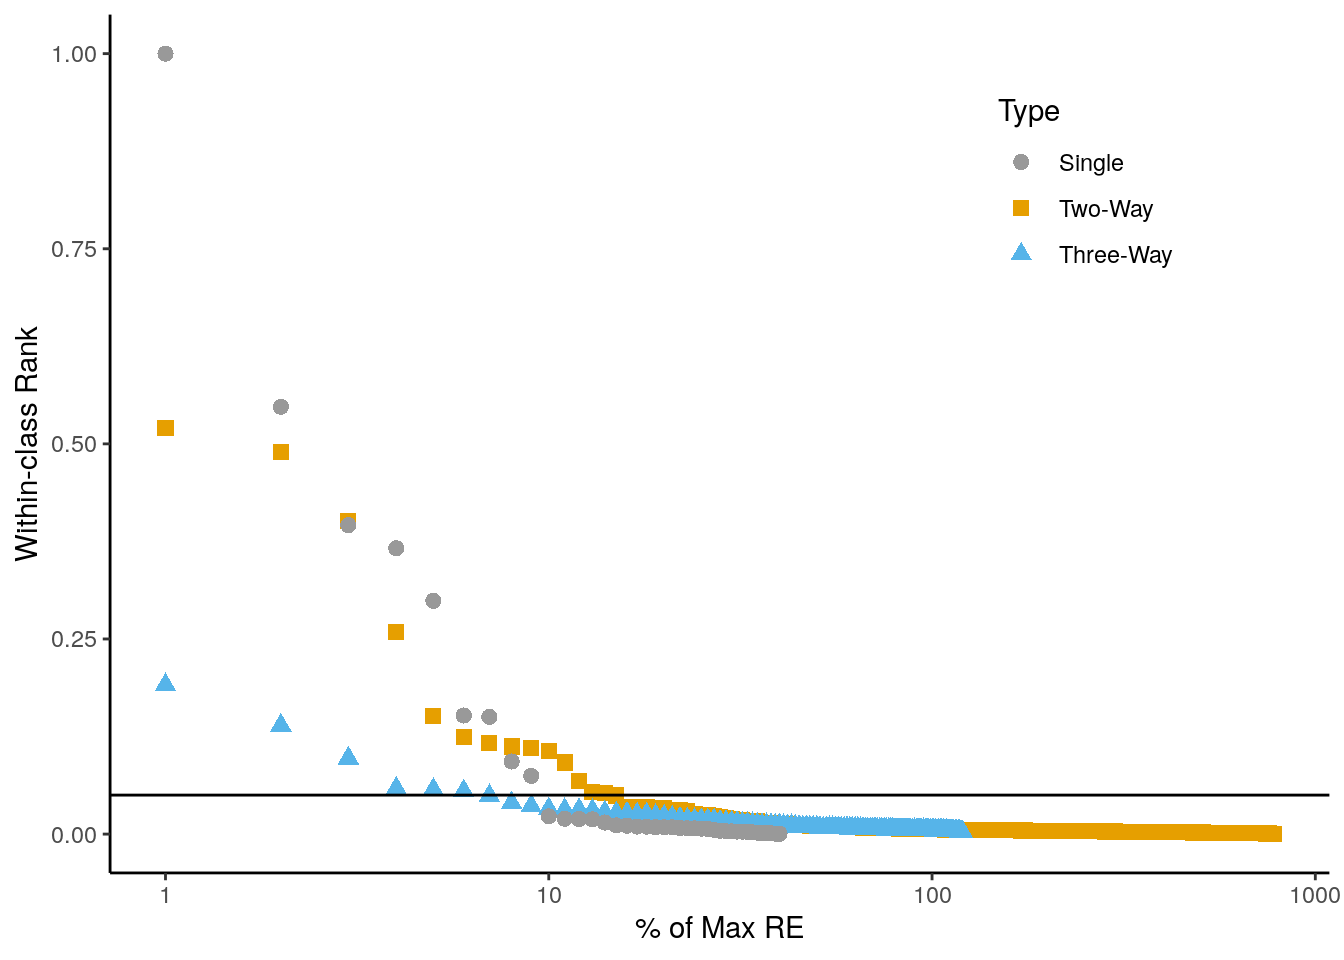 1.00
0.75
0.50
0.25
0.00
Within-class Rank
1
10
100
1000
% of Max RE
Type
Single
Two-Way
Three-Way